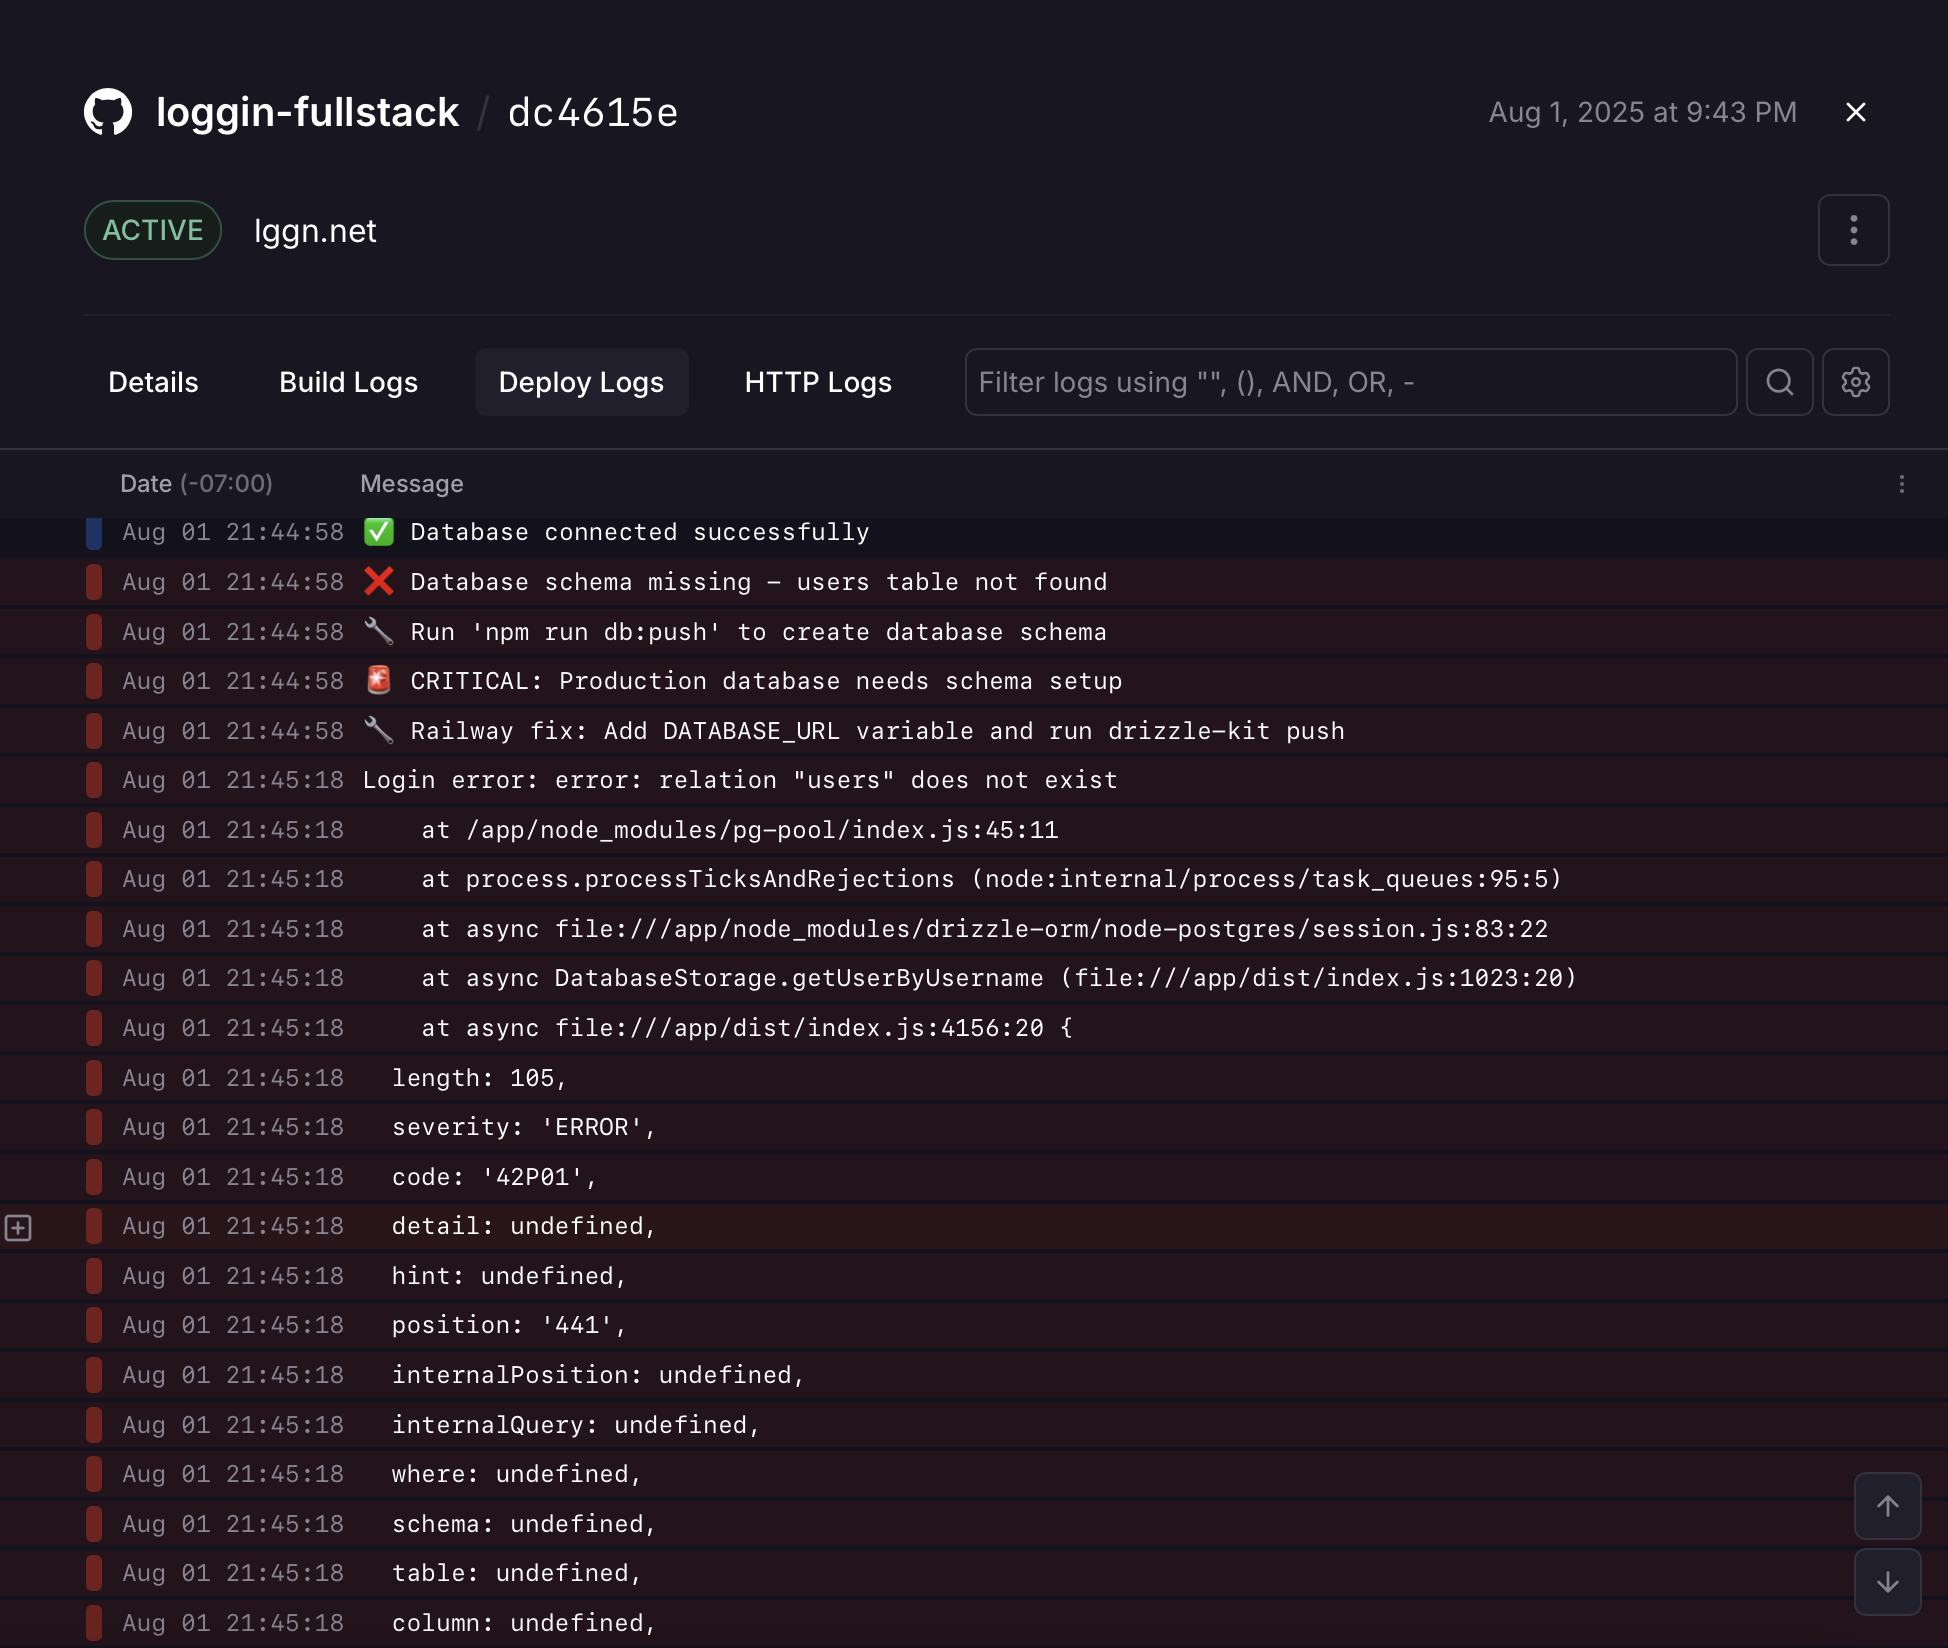 loggin-fullstack / dc4615e
Aug 1, 2025 at 9:43 PM
ACTIVE lggn.net
Details Build Logs Deploy Logs HTTP Logs Filter logs using "", (), AND, OR, -
Date (-07:00) Message
Aug 01 21:44:58 ✅ Database connected successfully
Aug 01 21:44:58 ❌ Database schema missing – users table not found
Aug 01 21:44:58 🔧 Run 'npm run db:push' to create database schema
Aug 01 21:44:58 🚨 CRITICAL: Production database needs schema setup
Aug 01 21:44:58 🔧 Railway fix: Add DATABASE_URL variable and run drizzle-kit push
Aug 01 21:45:18 Login error: error: relation "users" does not exist
Aug 01 21:45:18 at /app/node_modules/pg-pool/index.js:45:11
Aug 01 21:45:18 at process.processTicksAndRejections (node:internal/process/task_queues:95:5)
Aug 01 21:45:18 at async file:///app/node_modules/drizzle-orm/node-postgres/session.js:83:22
Aug 01 21:45:18 at async DatabaseStorage.getUserByUsername (file:///app/dist/index.js:1023:20)
Aug 01 21:45:18 at async file:///app/dist/index.js:4156:20 {
Aug 01 21:45:18 length: 105,
Aug 01 21:45:18 severity: 'ERROR',
Aug 01 21:45:18 code: '42P01',
Aug 01 21:45:18 detail: undefined,
Aug 01 21:45:18 hint: undefined,
Aug 01 21:45:18 position: '441',
Aug 01 21:45:18 internalPosition: undefined,
Aug 01 21:45:18 internalQuery: undefined,
Aug 01 21:45:18 where: undefined,
Aug 01 21:45:18 schema: undefined,
Aug 01 21:45:18 table: undefined,
Aug 01 21:45:18 column: undefined,